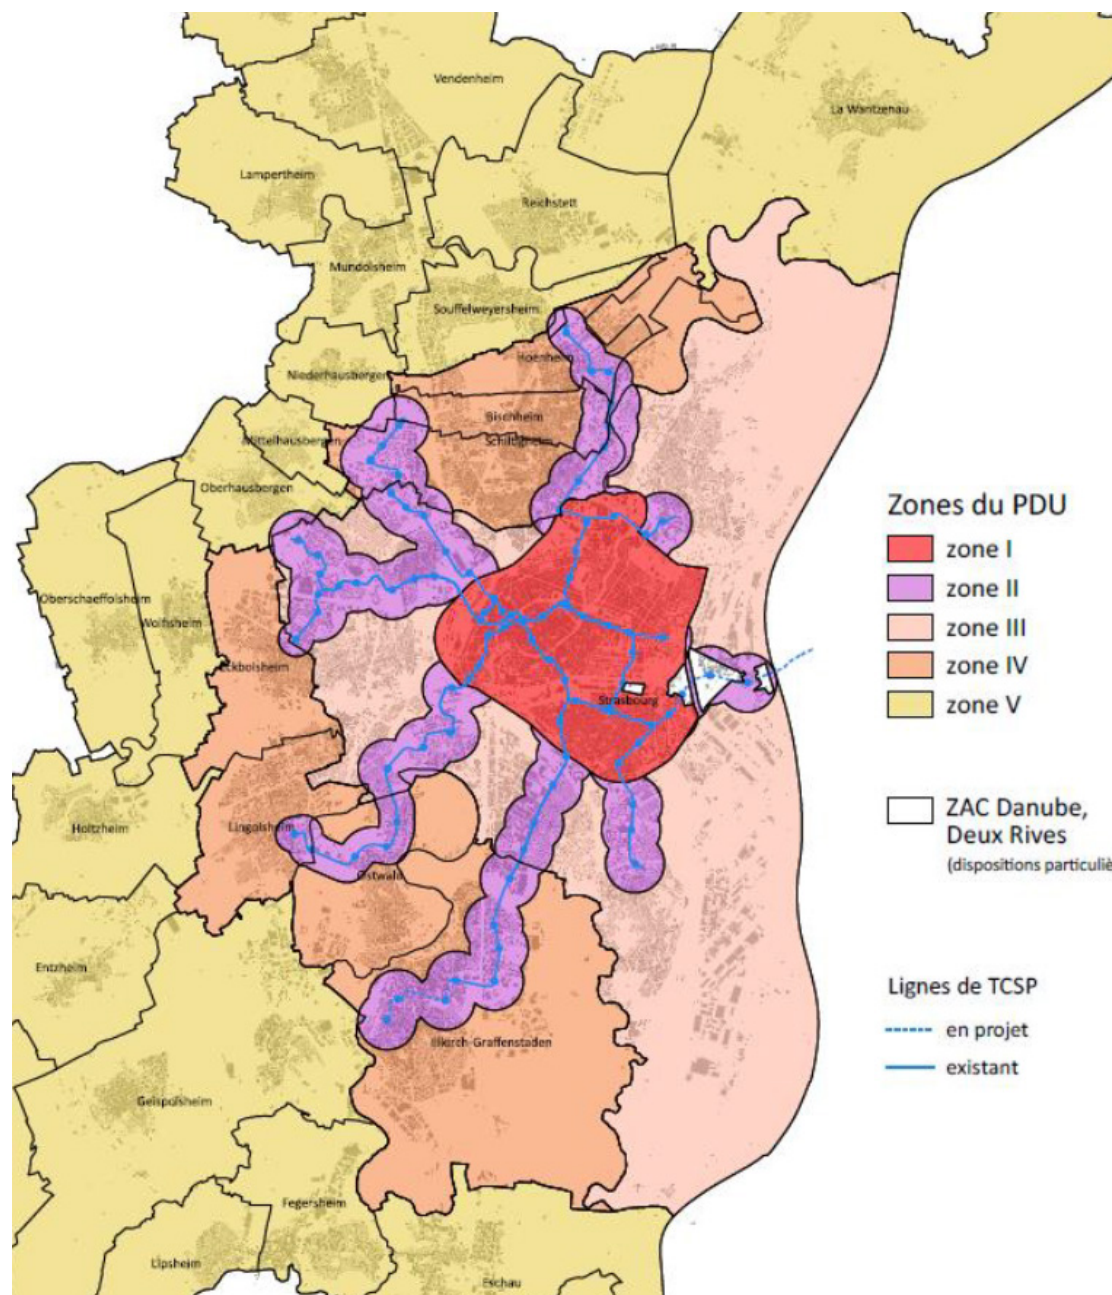 Vendenheim
La Wantzenau
Lampertheim
Reichstett
Mundolsheim
Souffelweyersheim
Hoenheim
Niederhausbergen
Bischheim
Mittelhausbergen
Schiltigheim
Oberhausbergen
Oberschaeffolsheim
Wolfisheim
Eckbolsheim
Strasbourg
Holtzheim
Lingolsheim
Ostwald
Entzheim
Illkirch-Graffenstaden
Geispolsheim
Fegersheim
Lipsheim
Eschau
Zones du PDU
zone I
zone II
zone III
zone IV
zone V
ZAC Danube,
Deux Rives
(dispositions particuliè
Lignes de TCSP
en projet
existant